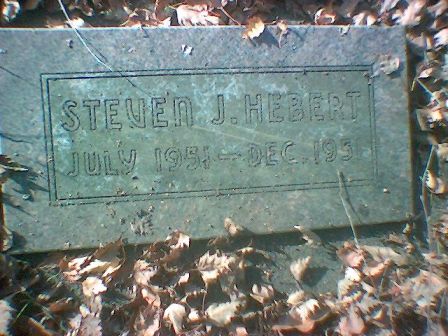 STEVEN J. HEBERT
JULY 1951 — DEC. 195